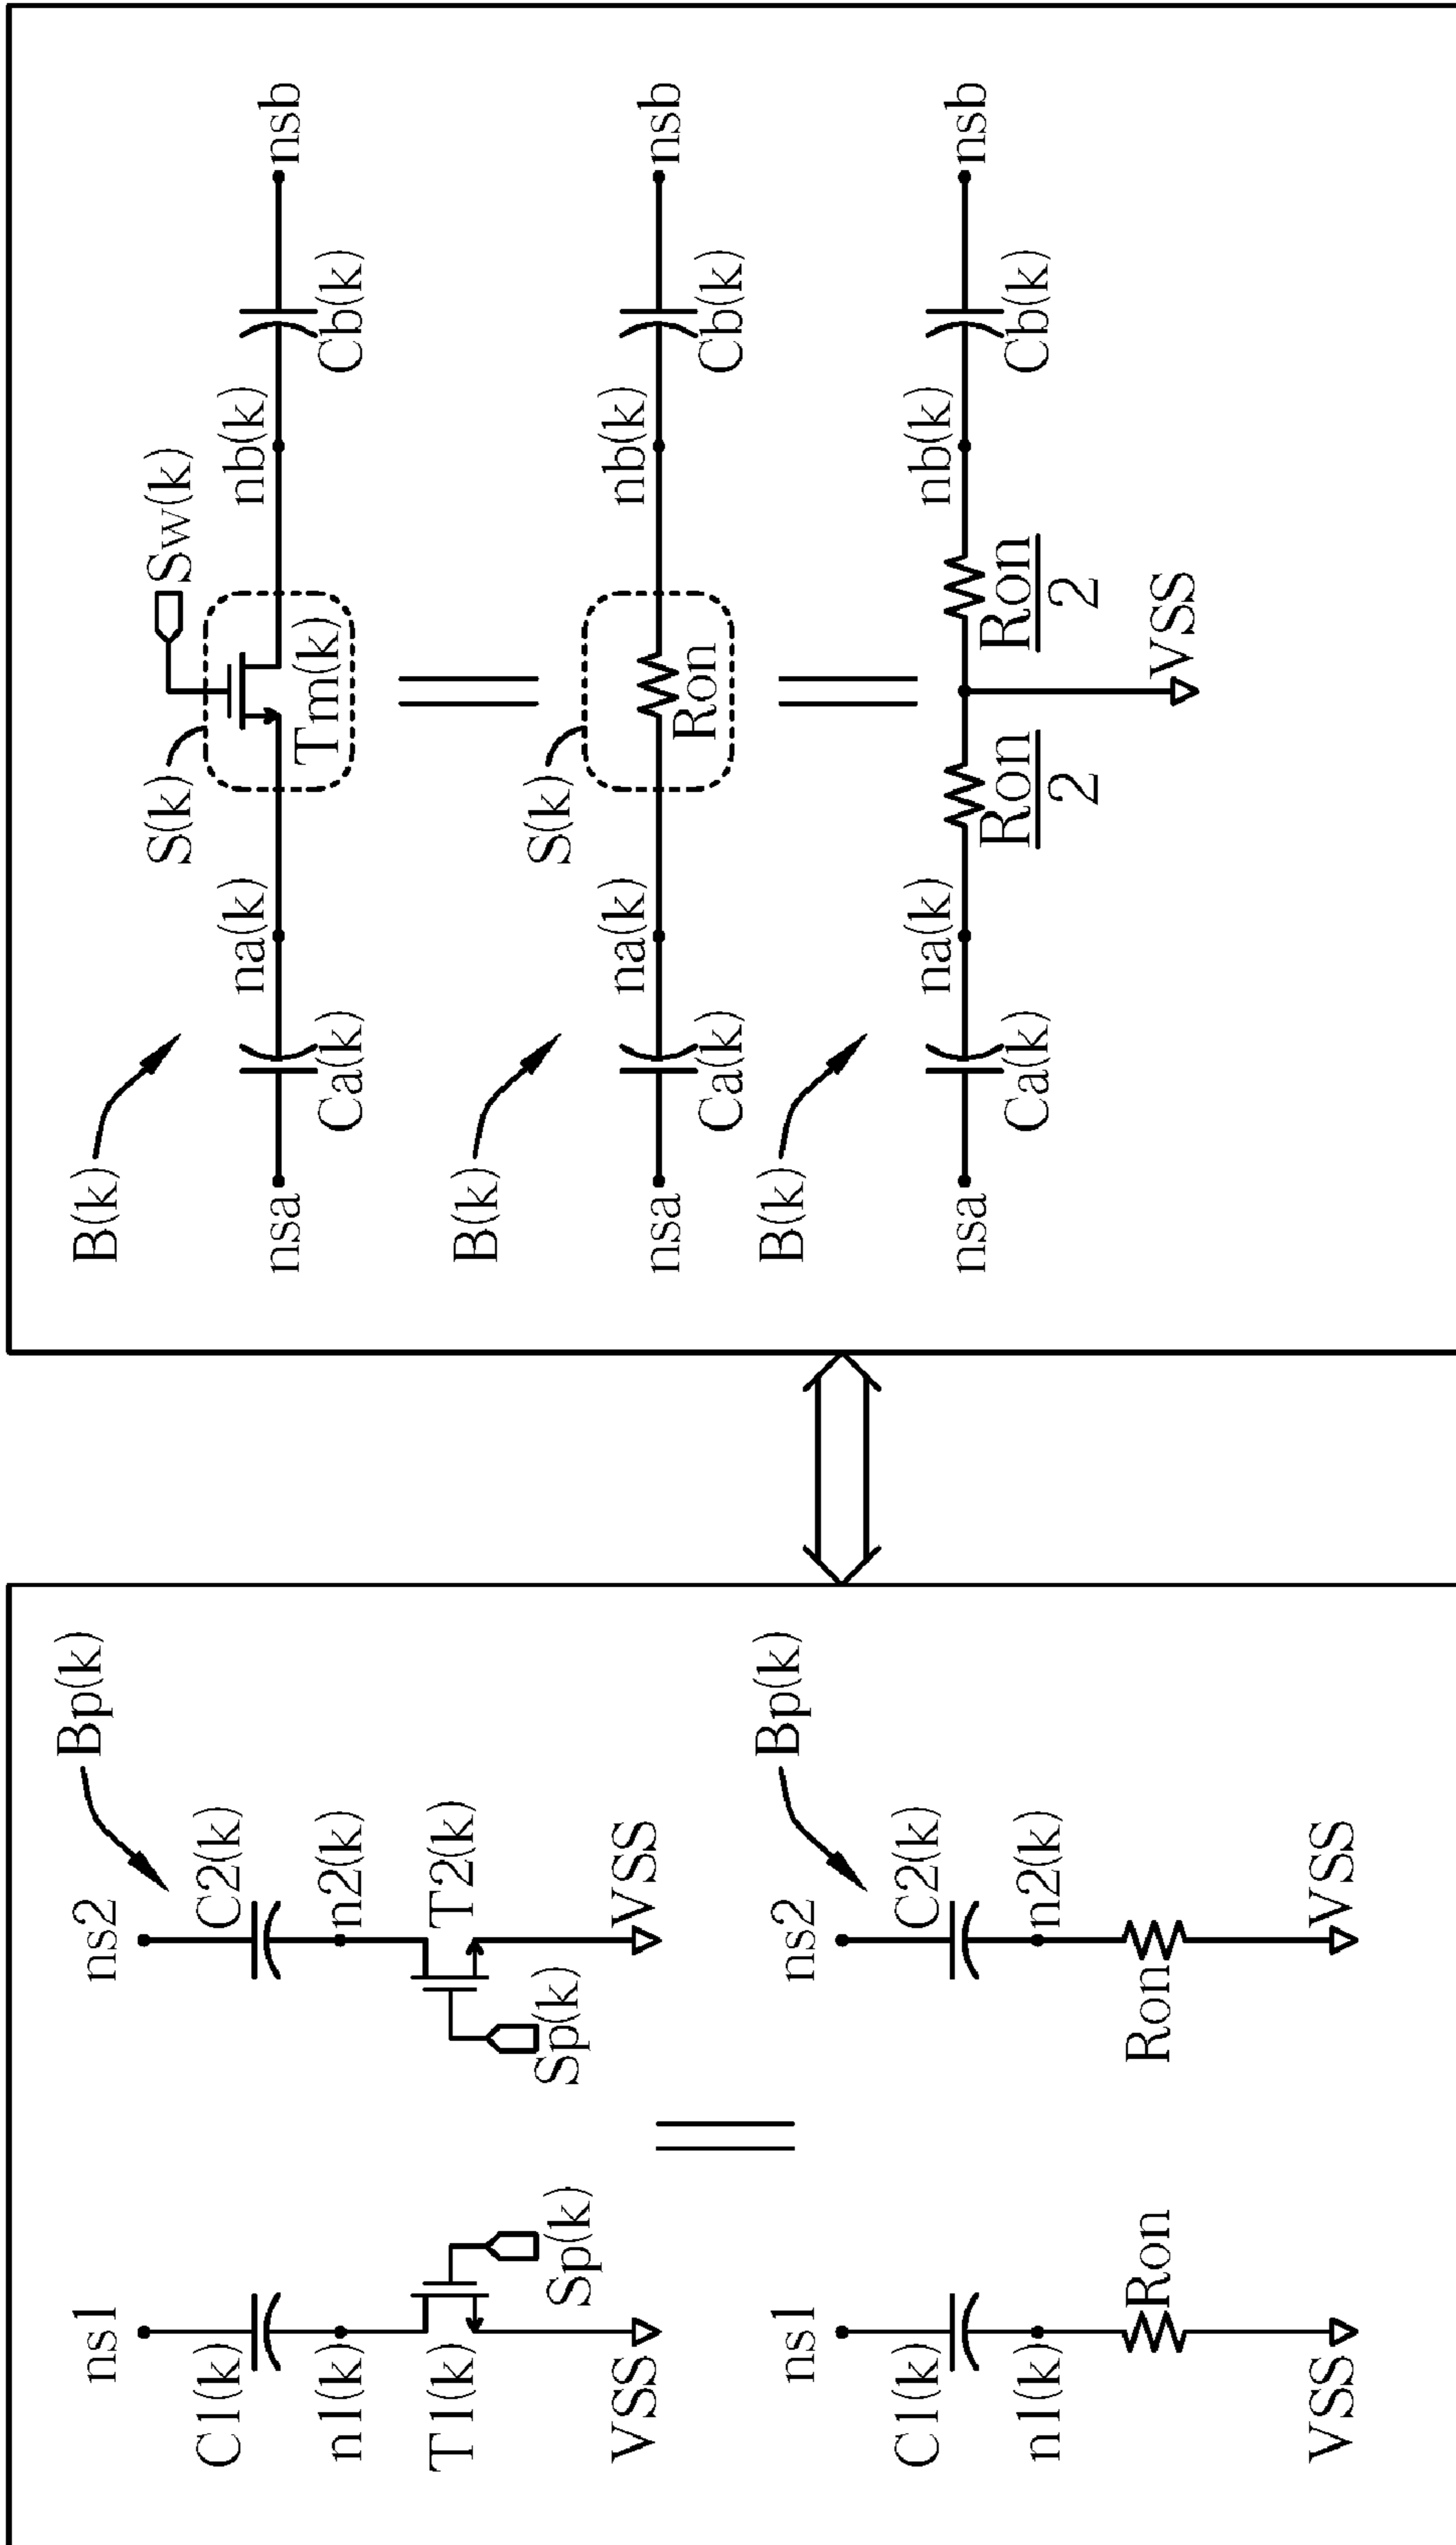 Bp(k)
ns1
ns2
C1(k)
C2(k)
n1(k)
n2(k)
T1(k)
T2(k)
Sp(k)
Sp(k)
VSS
VSS
Bp(k)
ns1
ns2
C1(k)
C2(k)
n1(k)
n2(k)
Ron
Ron
VSS
VSS
B(k)
S(k)
Sw(k)
nsa
na(k)
nb(k)
nsb
Ca(k)
Tm(k)
Cb(k)
B(k)
S(k)
nsa
na(k)
nb(k)
nsb
Ca(k)
Ron
Cb(k)
B(k)
nsa
na(k)
nb(k)
nsb
Ca(k)
Ron
2
Ron
2
Cb(k)
VSS